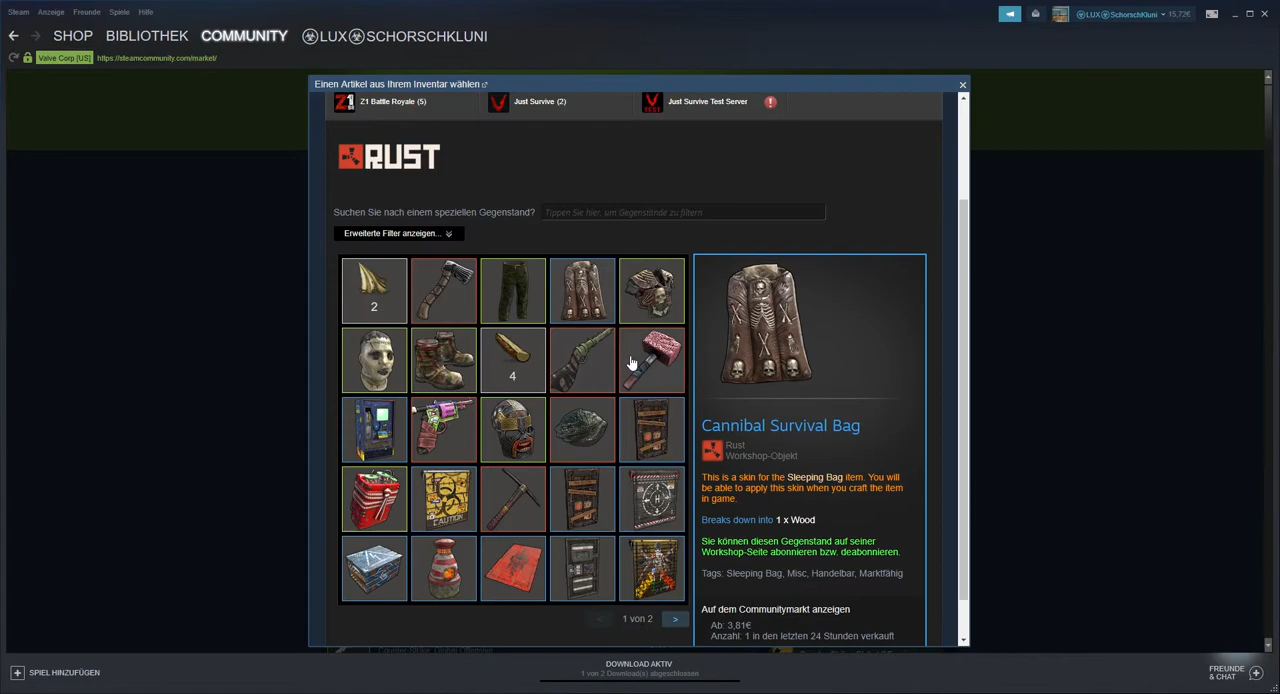 Steam Anzeige Freunde Spiele Hilfe
☣LUX☣SchorschKluni 15,72€
SHOP BIBLIOTHEK COMMUNITY ☣LUX☣SCHORSCHKLUNI
Valve Corp [US] https://steamcommunity.com/market/
Einen Artikel aus Ihrem Inventar wählen
Z1 Battle Royale (5) Just Survive (2) Just Survive Test Server
RUST
Suchen Sie nach einem speziellen Gegenstand? Tippen Sie hier, um Gegenstände zu filtern
Erweiterte Filter anzeigen...
2
4
CAUTION
1 von 2
Cannibal Survival Bag
Rust
Workshop-Objekt
This is a skin for the Sleeping Bag item. You will
be able to apply this skin when you craft the item
in game.
Breaks down into 1 x Wood
Sie können diesen Gegenstand auf seiner
Workshop-Seite abonnieren bzw. deabonnieren.
Tags: Sleeping Bag, Misc, Handelbar, Marktfähig
Auf dem Communitymarkt anzeigen
Ab: 3,81€
Anzahl: 1 in den letzten 24 Stunden verkauft
SPIEL HINZUFÜGEN
DOWNLOAD AKTIV
1 von 2 Download(s) abgeschlossen
FREUNDE
& CHAT